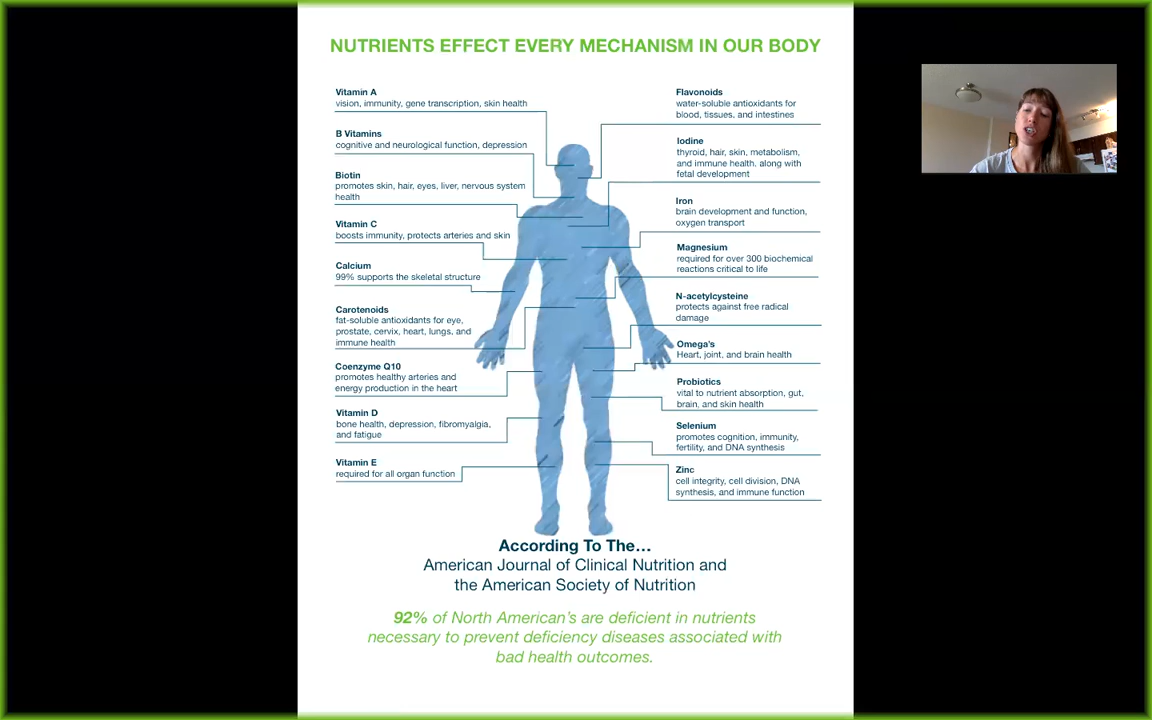 NUTRIENTS EFFECT EVERY MECHANISM IN OUR BODY
Vitamin A
vision, immunity, gene transcription, skin health
B Vitamins
cognitive and neurological function, depression
Biotin
promotes skin, hair, eyes, liver, nervous system
health
Vitamin C
boosts immunity, protects arteries and skin
Calcium
99% supports the skeletal structure
Carotenoids
fat-soluble antioxidants for eye,
prostate, cervix, heart, lungs, and
immune health
Coenzyme Q10
promotes healthy arteries and
energy production in the heart
Vitamin D
bone health, depression, fibromyalgia,
and fatigue
Vitamin E
required for all organ function
Flavonoids
water-soluble antioxidants for
blood, tissues, and intestines
Iodine
thyroid, hair, skin, metabolism,
and immune health, along with
fetal development
Iron
brain development and function,
oxygen transport
Magnesium
required for over 300 biochemical
reactions critical to life
N-acetylcysteine
protects against free radical
damage
Omega's
Heart, joint, and brain health
Probiotics
vital to nutrient absorption, gut,
brain, and skin health
Selenium
promotes cognition, immunity,
fertility, and DNA synthesis
Zinc
cell integrity, cell division, DNA
synthesis, and immune function
According To The...
American Journal of Clinical Nutrition and
the American Society of Nutrition
92% of North American's are deficient in nutrients
necessary to prevent deficiency diseases associated with
bad health outcomes.